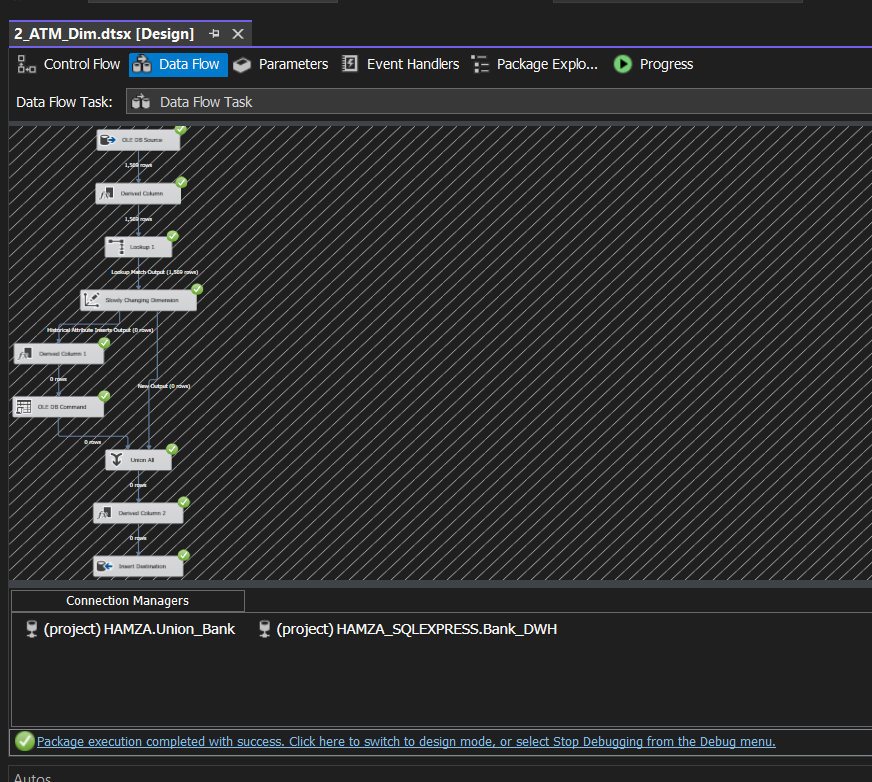 2_ATM_Dim.dtsx [Design]
Control Flow Data Flow Parameters Event Handlers Package Explo... Progress
Data Flow Task: Data Flow Task
OLE DB Source
1,589 rows
Derived Column
1,589 rows
Lookup 1
Lookup Match Output (1,589 rows)
Slowly Changing Dimension
Historical Attribute Inserts Output (0 rows)
Derived Column 1
0 rows
New Output (0 rows)
OLE DB Command
0 rows
Union All
0 rows
Derived Column 2
0 rows
Insert Destination
Connection Managers
(project) HAMZA.Union_Bank (project) HAMZA_SQLEXPRESS.Bank_DWH
Package execution completed with success. Click here to switch to design mode, or select Stop Debugging from the Debug menu.
Autos